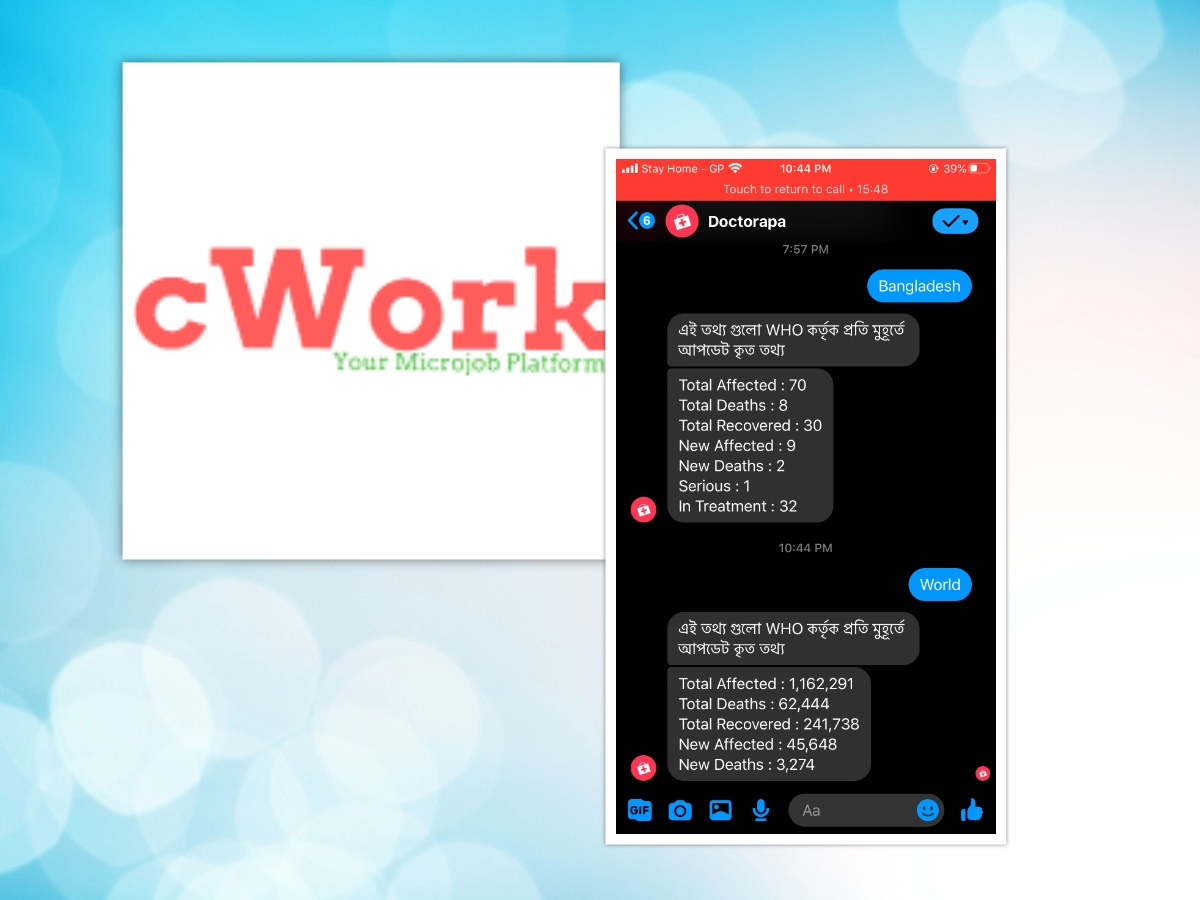 cWork
Your Microjob Platform
Stay Home - GP
10:44 PM
39%
Touch to return to call • 15:48
6
Doctorapa
7:57 PM
Bangladesh
এই তথ্য গুলো WHO কর্তৃক প্রতি মুহূর্তে
আপডেট কৃত তথ্য
Total Affected : 70
Total Deaths : 8
Total Recovered : 30
New Affected : 9
New Deaths : 2
Serious : 1
In Treatment : 32
10:44 PM
World
এই তথ্য গুলো WHO কর্তৃক প্রতি মুহূর্তে
আপডেট কৃত তথ্য
Total Affected : 1,162,291
Total Deaths : 62,444
Total Recovered : 241,738
New Affected : 45,648
New Deaths : 3,274
GIF
Aa